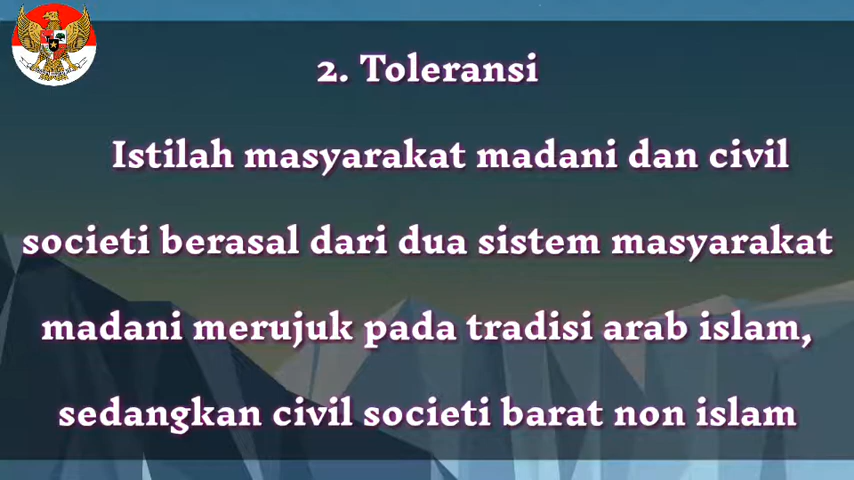 2. Toleransi
Istilah masyarakat madani dan civil
societi berasal dari dua sistem masyarakat
madani merujuk pada tradisi arab islam,
sedangkan civil societi barat non islam